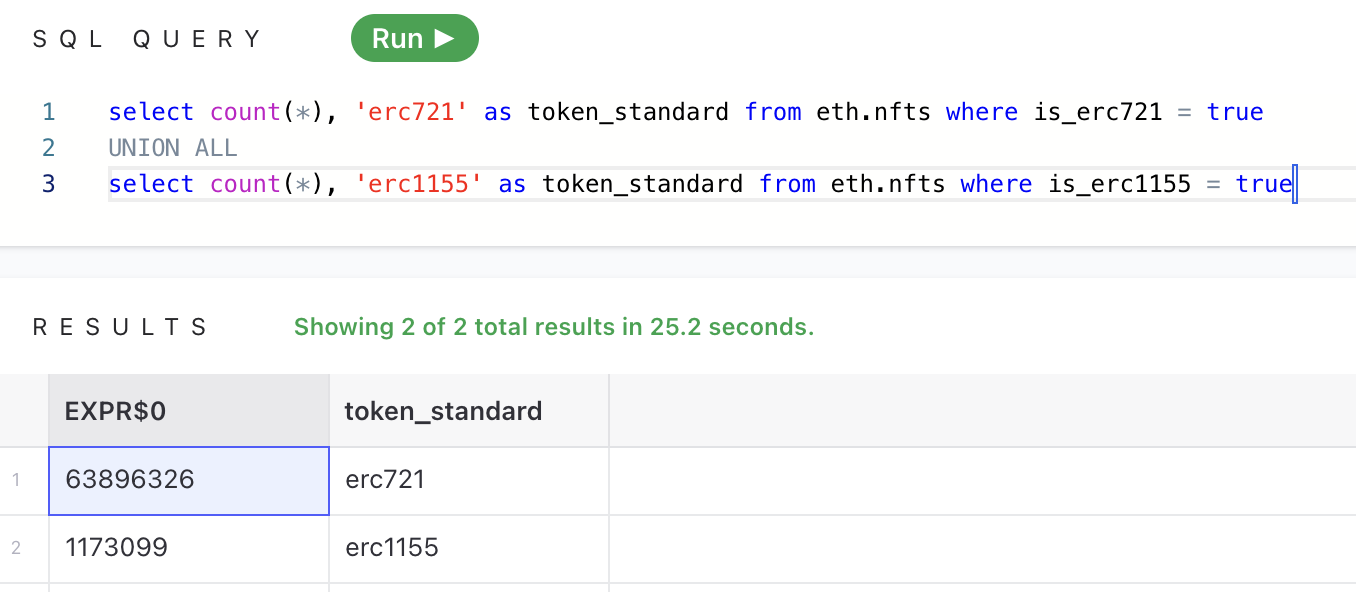 SQL QUERY Run ▶
1 select count(*), 'erc721' as token_standard from eth.nfts where is_erc721 = true
2 UNION ALL
3 select count(*), 'erc1155' as token_standard from eth.nfts where is_erc1155 = true
RESULTS Showing 2 of 2 total results in 25.2 seconds.
EXPR$0 token_standard
1 63896326 erc721
2 1173099 erc1155